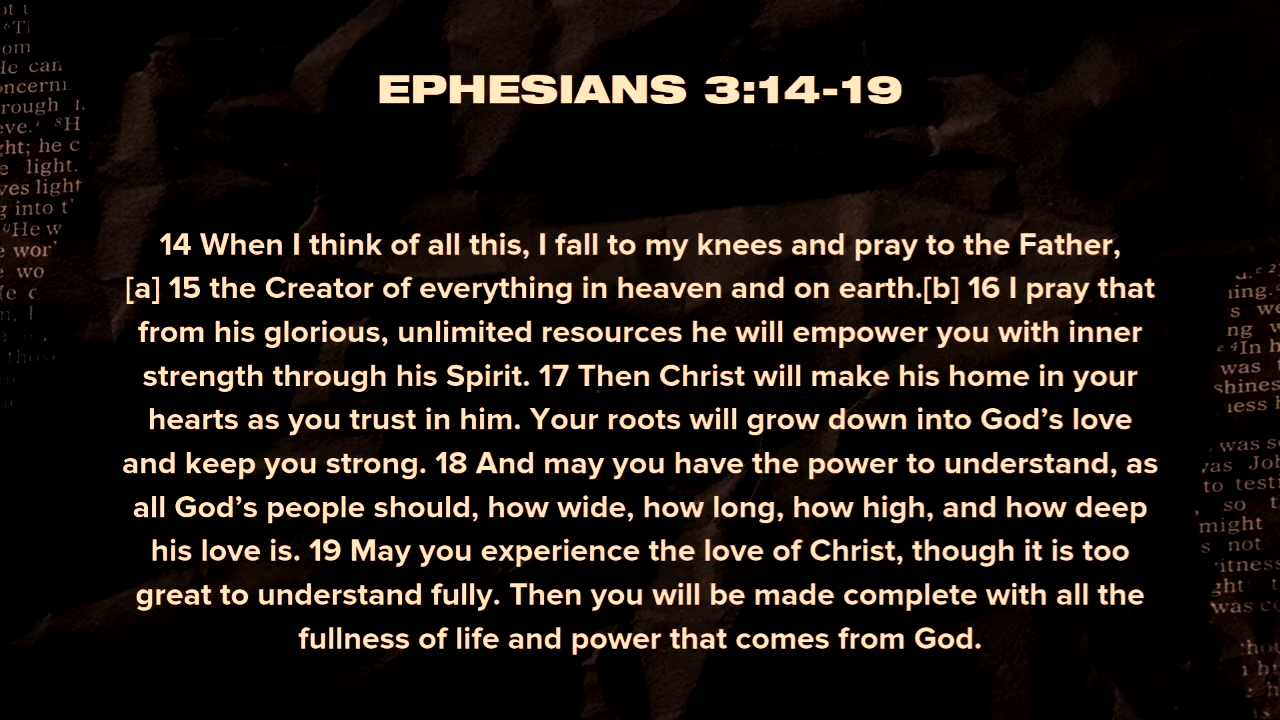 EPHESIANS 3:14-19
14 When I think of all this, I fall to my knees and pray to the Father,
[a] 15 the Creator of everything in heaven and on earth.[b] 16 I pray that
from his glorious, unlimited resources he will empower you with inner
strength through his Spirit. 17 Then Christ will make his home in your
hearts as you trust in him. Your roots will grow down into God’s love
and keep you strong. 18 And may you have the power to understand, as
all God’s people should, how wide, how long, how high, and how deep
his love is. 19 May you experience the love of Christ, though it is too
great to understand fully. Then you will be made complete with all the
fullness of life and power that comes from God.